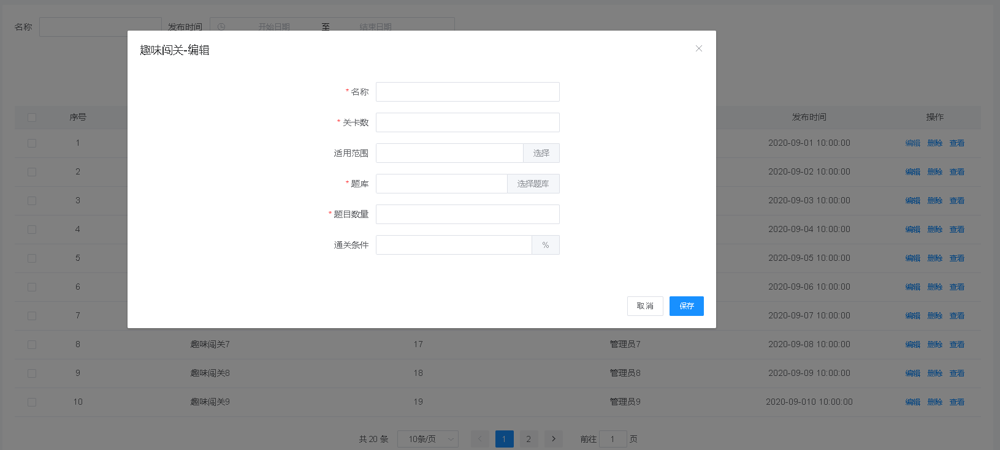 名称 发布时间 开始日期 至 结束日期
趣味闯关-编辑
* 名称
* 关卡数
适用范围 选择
* 题库 选择题库
* 题目数量
通关条件 %
取消 保存
序号 发布时间 操作
1 2020-09-01 10:00:00 编辑 删除 查看
2 2020-09-02 10:00:00 编辑 删除 查看
3 2020-09-03 10:00:00 编辑 删除 查看
4 2020-09-04 10:00:00 编辑 删除 查看
5 2020-09-05 10:00:00 编辑 删除 查看
6 2020-09-06 10:00:00 编辑 删除 查看
7 2020-09-07 10:00:00 编辑 删除 查看
8 趣味闯关7 17 管理员7 2020-09-08 10:00:00 编辑 删除 查看
9 趣味闯关8 18 管理员8 2020-09-09 10:00:00 编辑 删除 查看
10 趣味闯关9 19 管理员9 2020-09-010 10:00:00 编辑 删除 查看
共 20 条 10条/页 1 2 前往 1 页